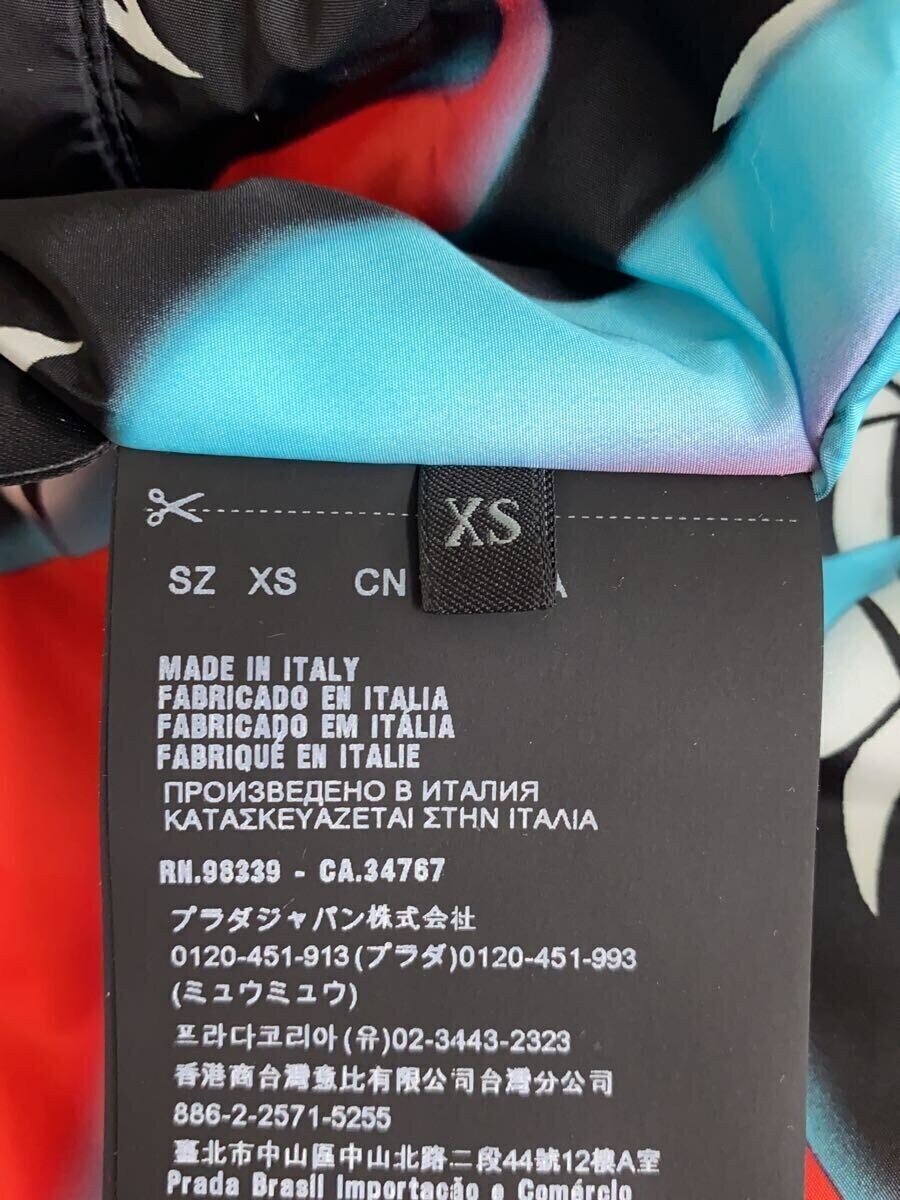 XS
SZ XS CN A
MADE IN ITALY
FABRICADO EN ITALIA
FABRICADO EM ITÁLIA
FABRIQUÉ EN ITALIE
ПРОИЗВЕДЕНО В ИТАЛИЯ
ΚΑΤΑΣΚΕΥΑΖΕΤΑΙ ΣΤΗΝ ΙΤΑΛΙΑ
RN.98339 - CA.34767
プラダジャパン株式会社
0120-451-913(プラダ)0120-451-993
(ミュウミュウ)
프라다코리아(유)02-3443-2323
香港商台灣意比有限公司台灣分公司
886-2-2571-5255
臺北市中山區中山北路二段44號12樓A室
Prada Brasil Importação e Comércio